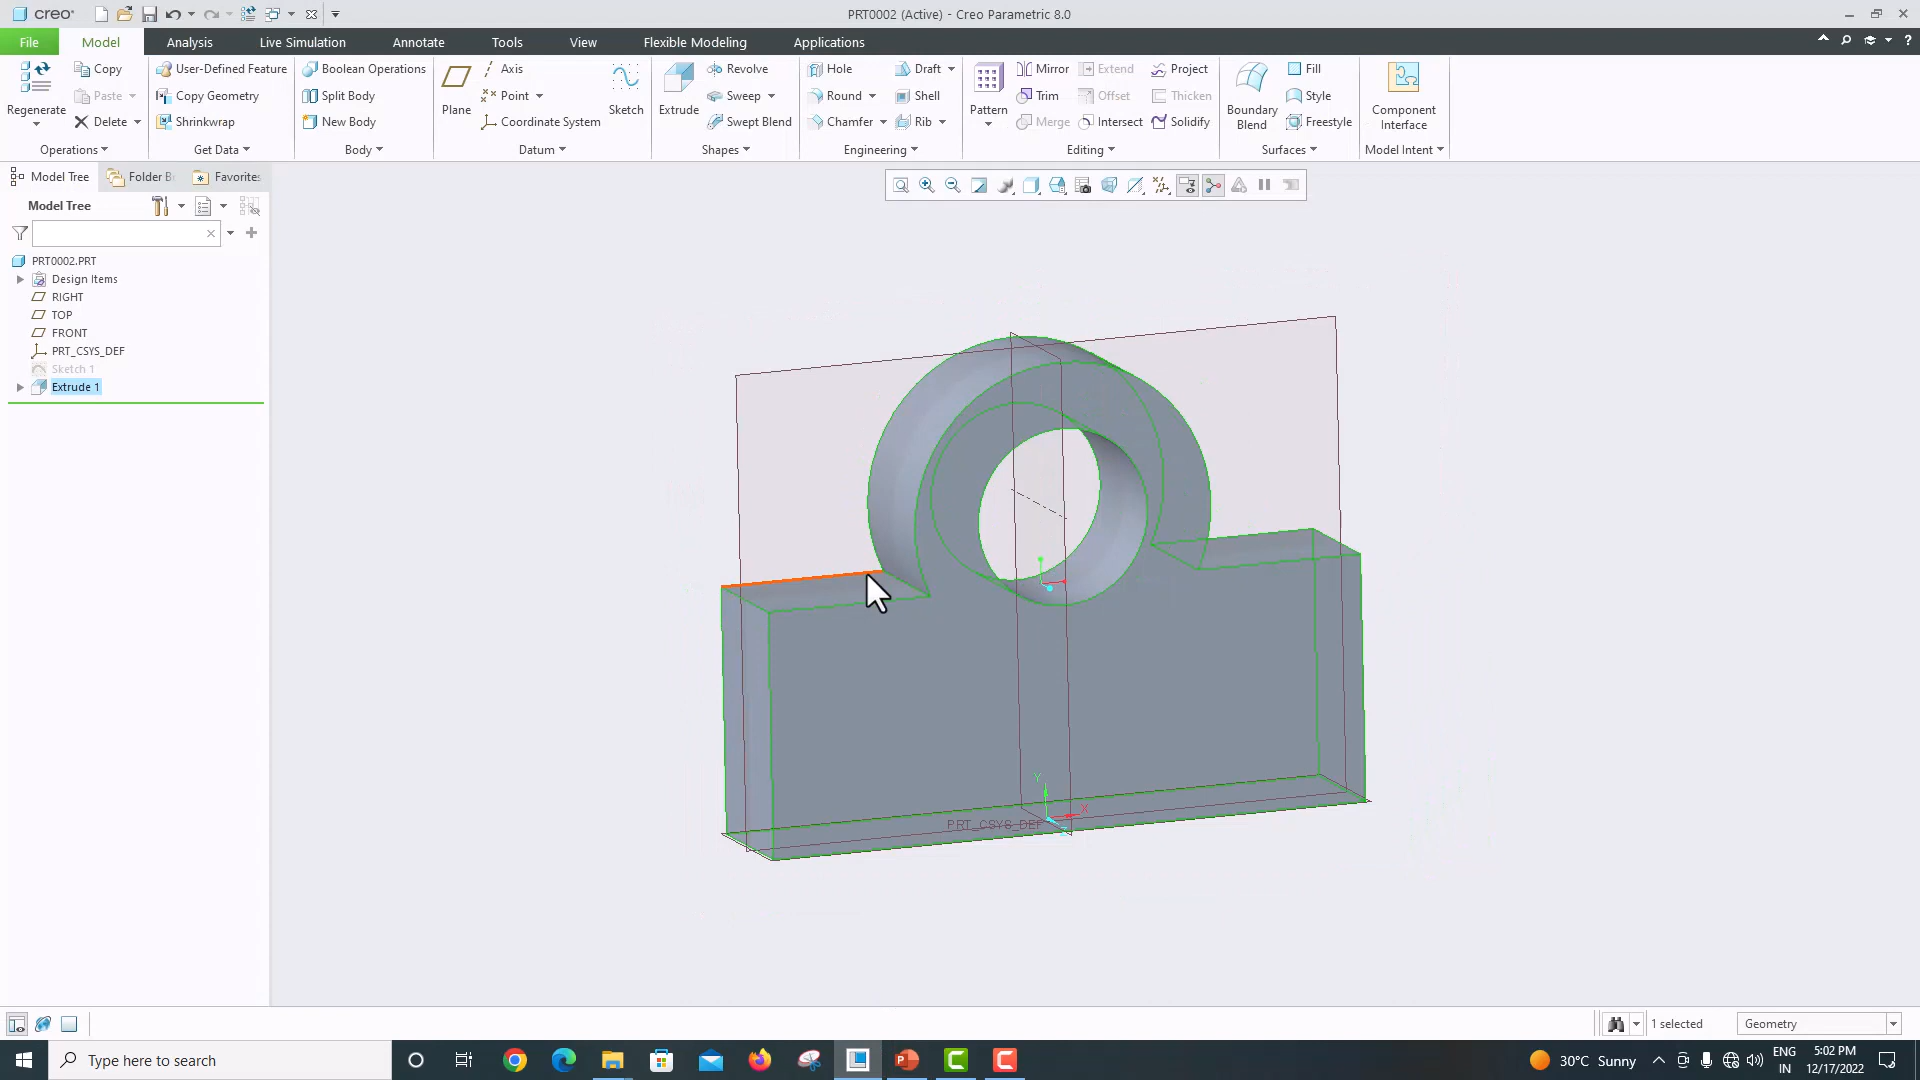 creo
PRT0002 (Active) - Creo Parametric 8.0
File Model Analysis Live Simulation Annotate Tools View Flexible Modeling Applications
Regenerate
Copy
Paste
Delete
Operations
User-Defined Feature
Copy Geometry
Shrinkwrap
Get Data
Boolean Operations
Split Body
New Body
Body
Plane
Axis
Point
Coordinate System
Sketch
Datum
Extrude
Revolve
Sweep
Swept Blend
Shapes
Hole
Round
Chamfer
Draft
Shell
Rib
Engineering
Pattern
Mirror
Trim
Merge
Extend
Offset
Intersect
Project
Thicken
Solidify
Editing
Boundary
Blend
Fill
Style
Freestyle
Surfaces
Component
Interface
Model Intent
Model Tree Folder B Favorites
Model Tree
PRT0002.PRT
Design Items
RIGHT
TOP
FRONT
PRT_CSYS_DEF
Sketch 1
Extrude 1
Y
X
PRT_CSYS_DEF
1 selected
Geometry
Type here to search
30°C Sunny
ENG
IN
5:02 PM
12/17/2022